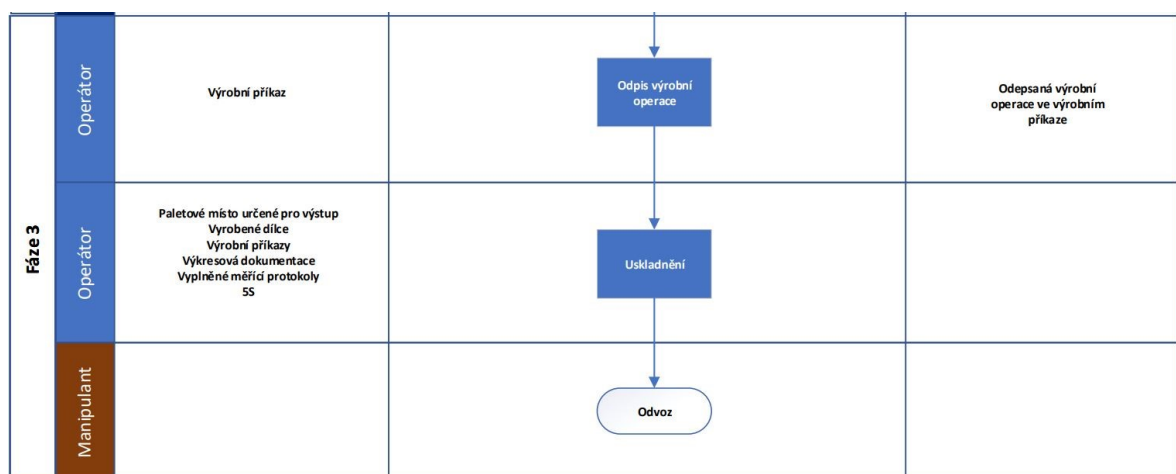 Fáze 3
Operátor
Výrobní příkaz
Odpis výrobní
operace
Odepsaná výrobní
operace ve výrobním
příkaze
Operátor
Paletové místo určené pro výstup
Vyrobené dílce
Výrobní příkazy
Výkresová dokumentace
Vyplněné měřící protokoly
5S
Uskladnění
Manipulant
Odvoz